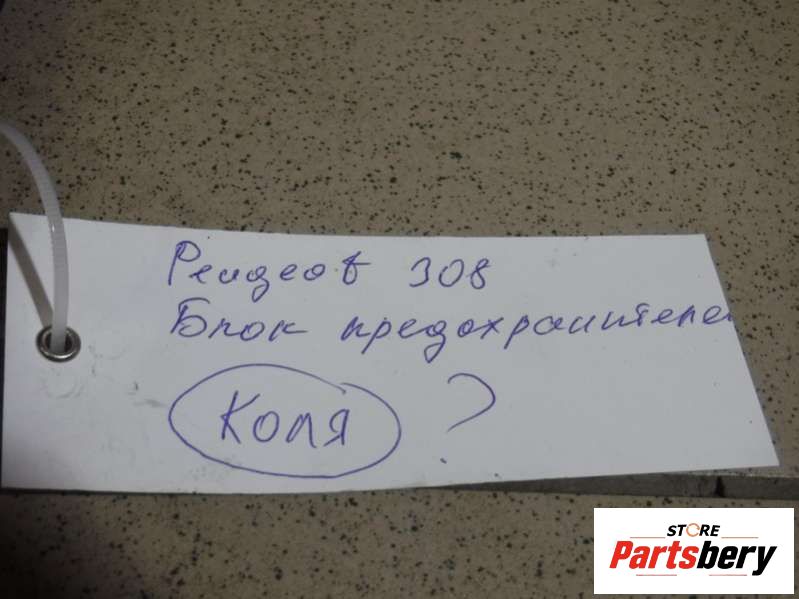 Peugeot 308
Блок предохранителе
Коля ?
STORE
Partsbery